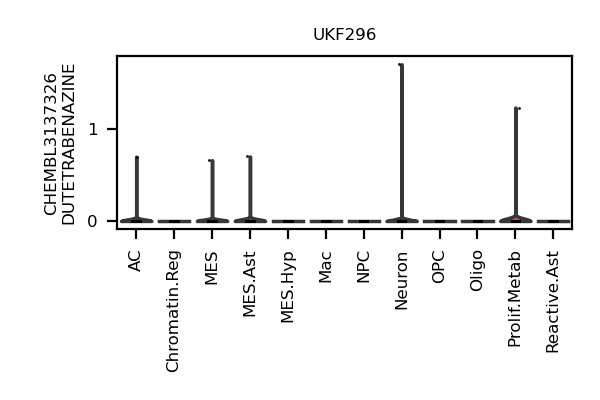 UKF296
CHEMBL3137326
DUTETRABENAZINE
1
0
AC
Chromatin.Reg
MES
MES.Ast
MES.Hyp
Mac
NPC
Neuron
OPC
Oligo
Prolif.Metab
Reactive.Ast